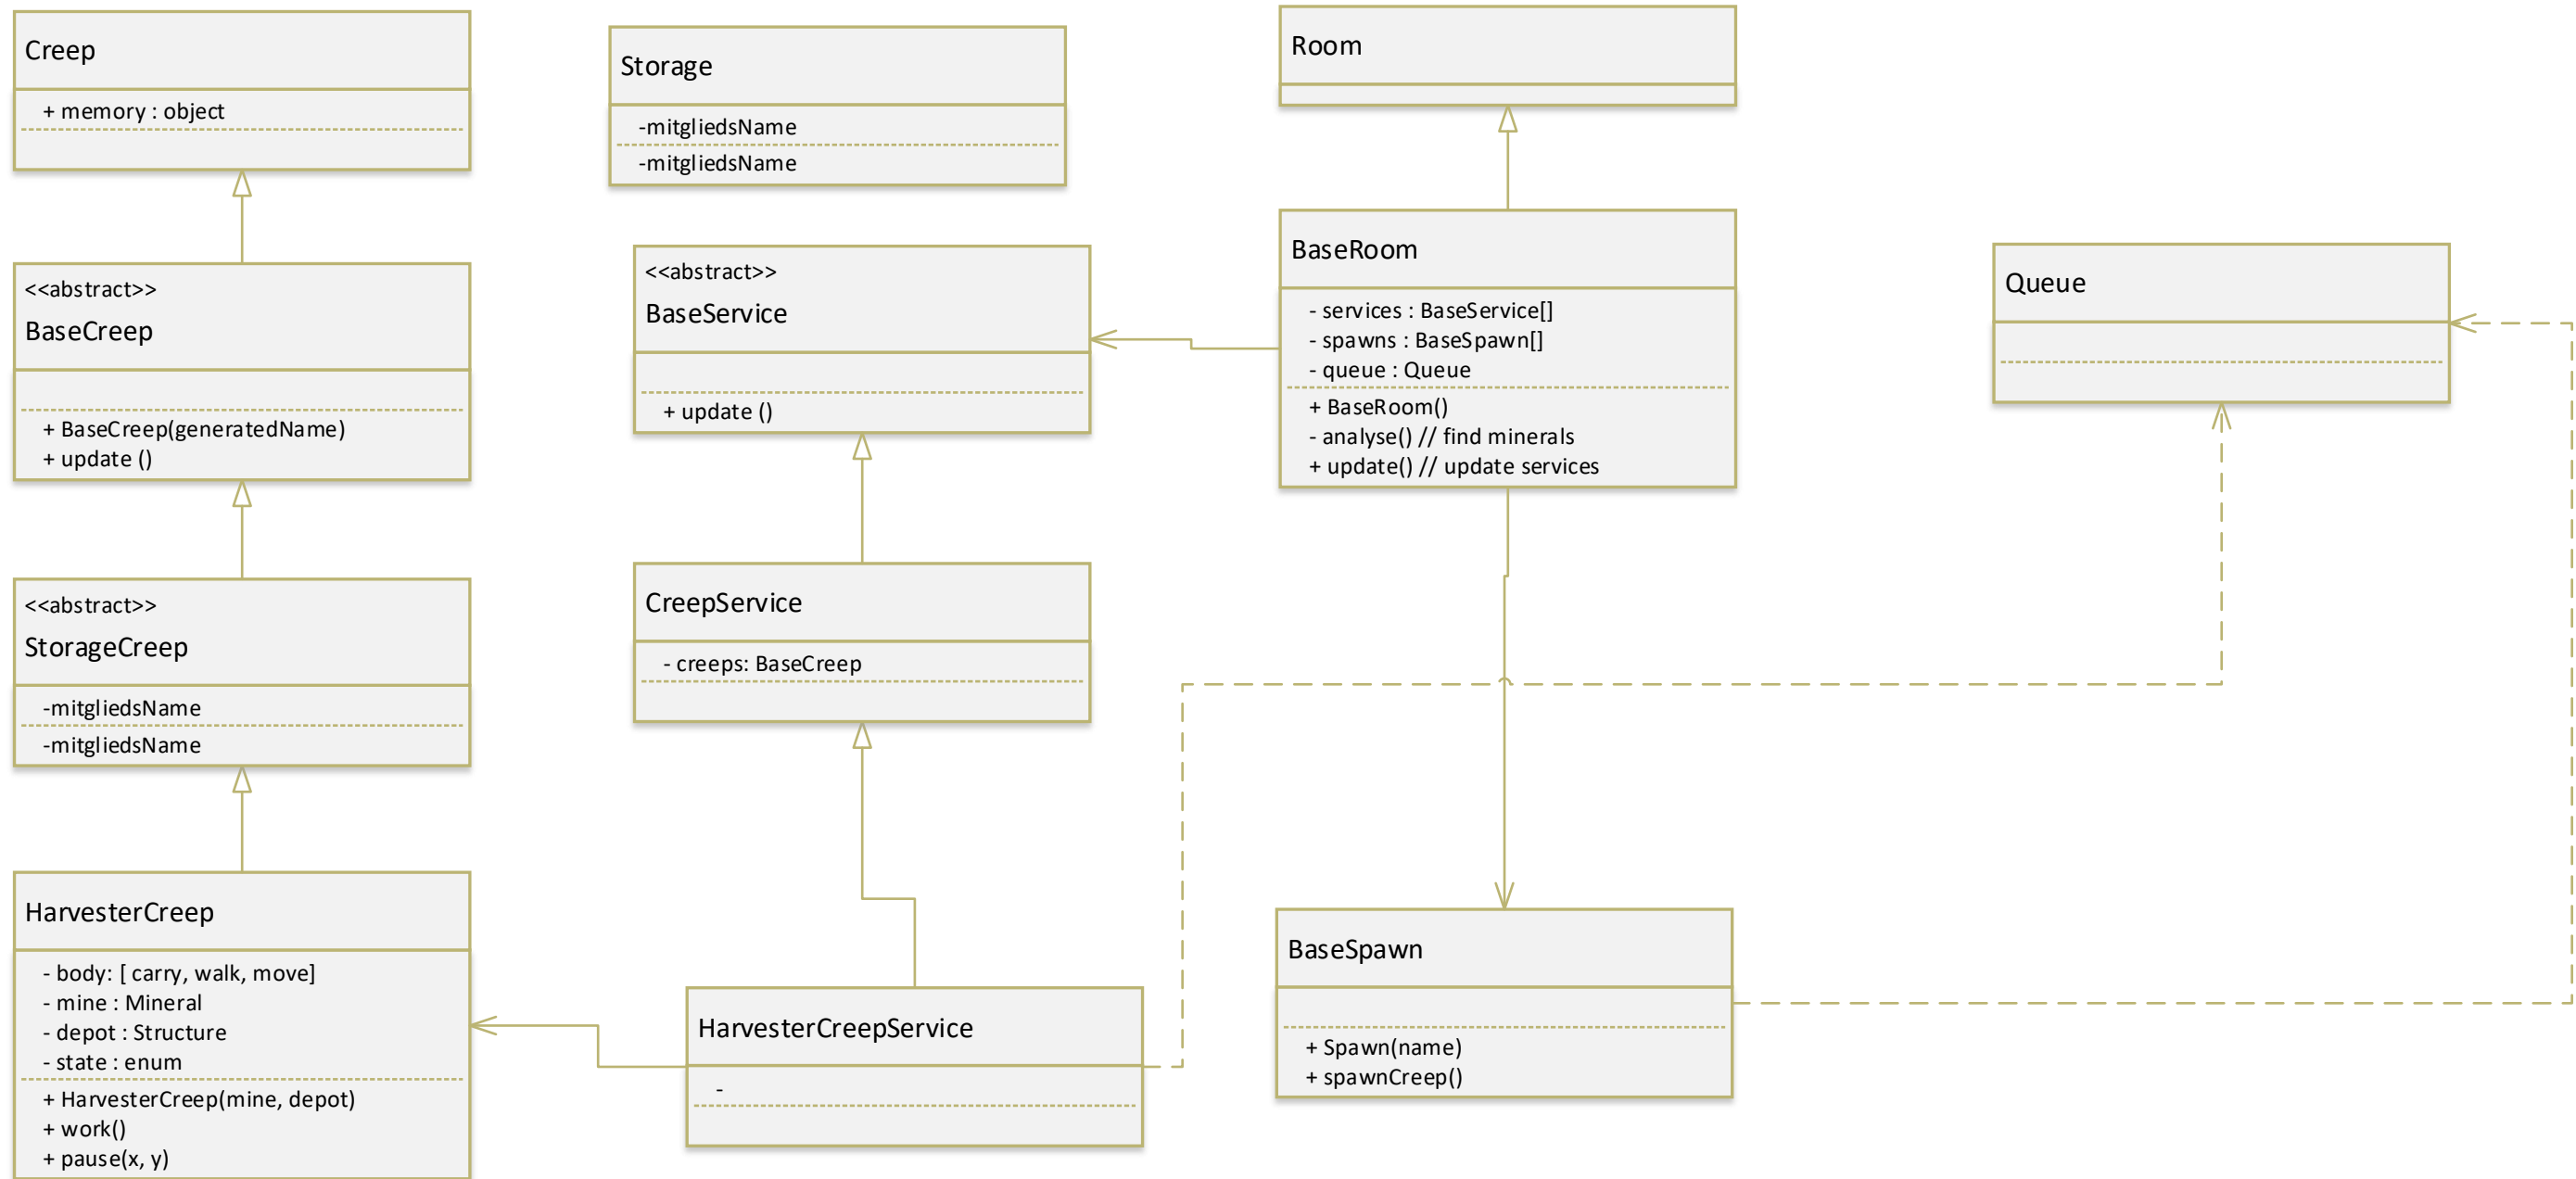 Creep
+ memory : object
Storage
-mitgliedsName
-mitgliedsName
Room
<<abstract>>
BaseCreep
+ BaseCreep(generatedName)
+ update ()
<<abstract>>
BaseService
+ update ()
BaseRoom
- services : BaseService[]
- spawns : BaseSpawn[]
- queue : Queue
+ BaseRoom()
- analyse() // find minerals
+ update() // update services
Queue
<<abstract>>
StorageCreep
-mitgliedsName
-mitgliedsName
CreepService
- creeps: BaseCreep
HarvesterCreep
- body: [ carry, walk, move]
- mine : Mineral
- depot : Structure
- state : enum
+ HarvesterCreep(mine, depot)
+ work()
+ pause(x, y)
HarvesterCreepService
-
BaseSpawn
+ Spawn(name)
+ spawnCreep()